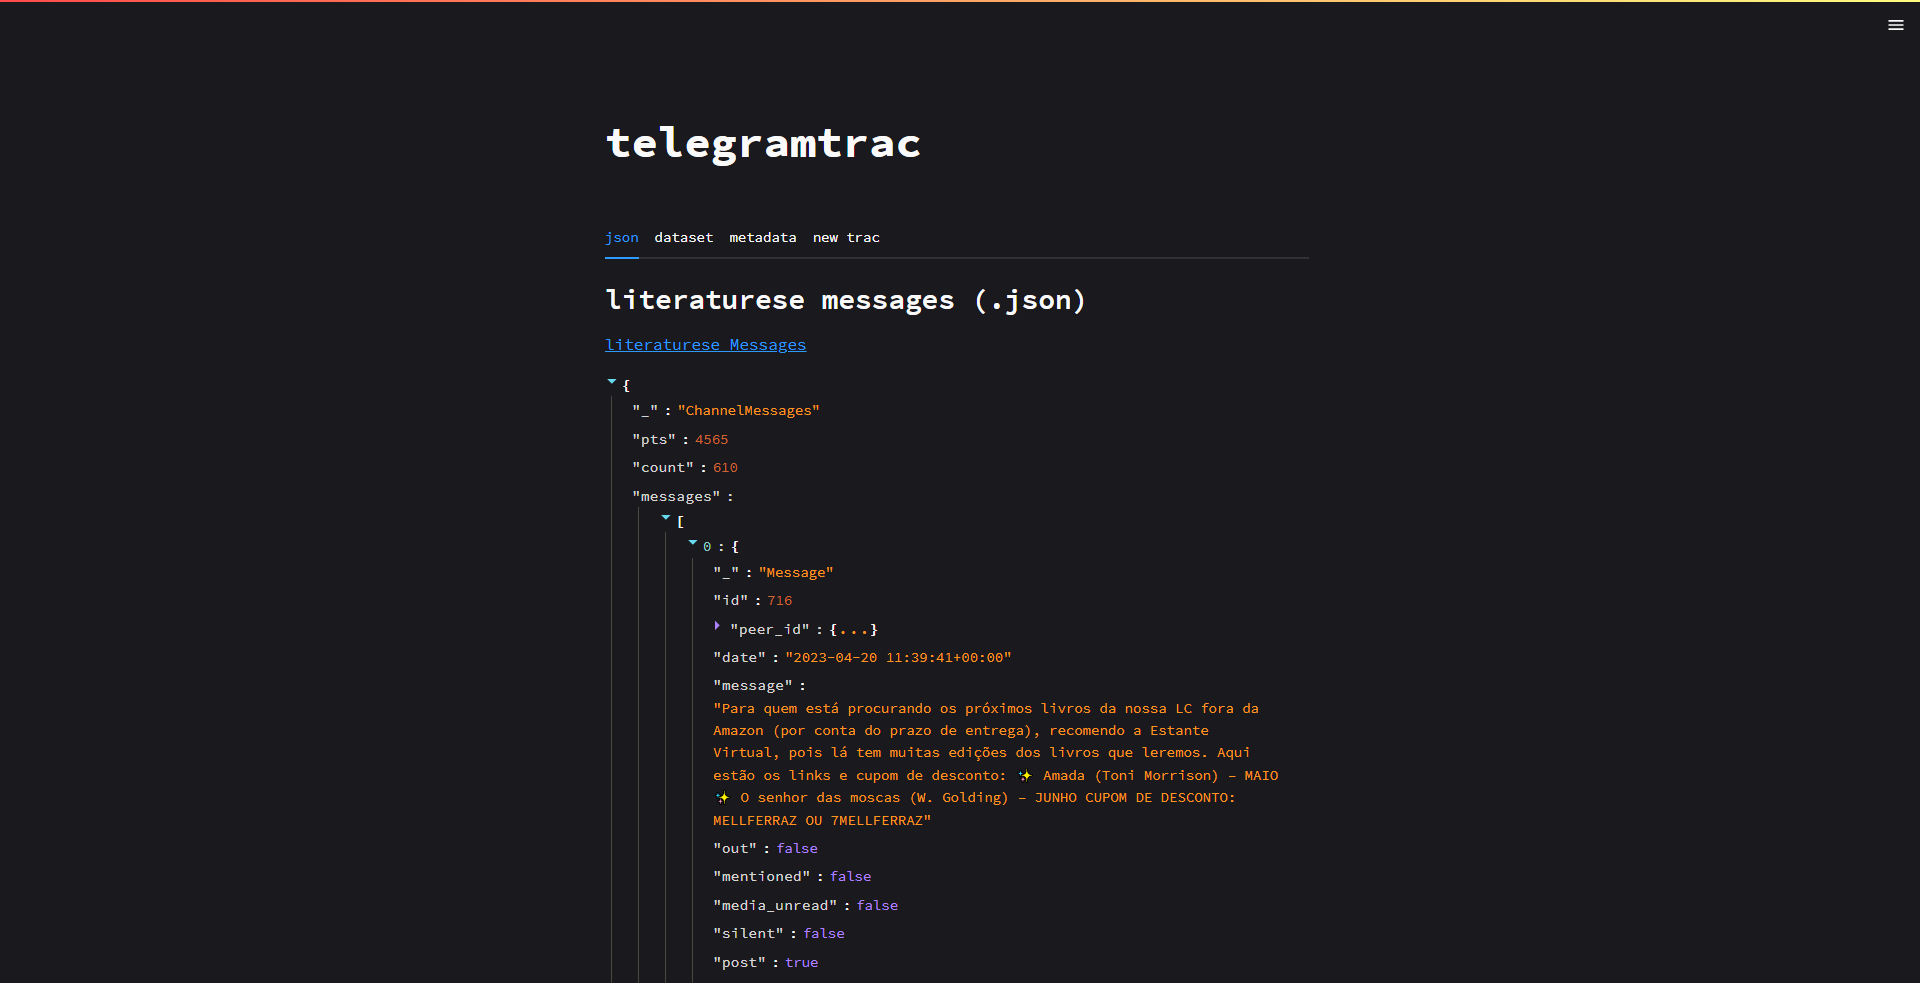 telegramtrac
json dataset metadata new trac
literaturese messages (.json)
literaturese Messages
{
"_" : "ChannelMessages"
"pts" : 4565
"count" : 610
"messages" :
[
0 : {
"_" : "Message"
"id" : 716
"peer_id" : {...}
"date" : "2023-04-20 11:39:41+00:00"
"message" :
"Para quem está procurando os próximos livros da nossa LC fora da
Amazon (por conta do prazo de entrega), recomendo a Estante
Virtual, pois lá tem muitas edições dos livros que leremos. Aqui
estão os links e cupom de desconto: ✨ Amada (Toni Morrison) – MAIO
✨ O senhor das moscas (W. Golding) – JUNHO CUPOM DE DESCONTO:
MELLFERRAZ OU 7MELLFERRAZ"
"out" : false
"mentioned" : false
"media_unread" : false
"silent" : false
"post" : true